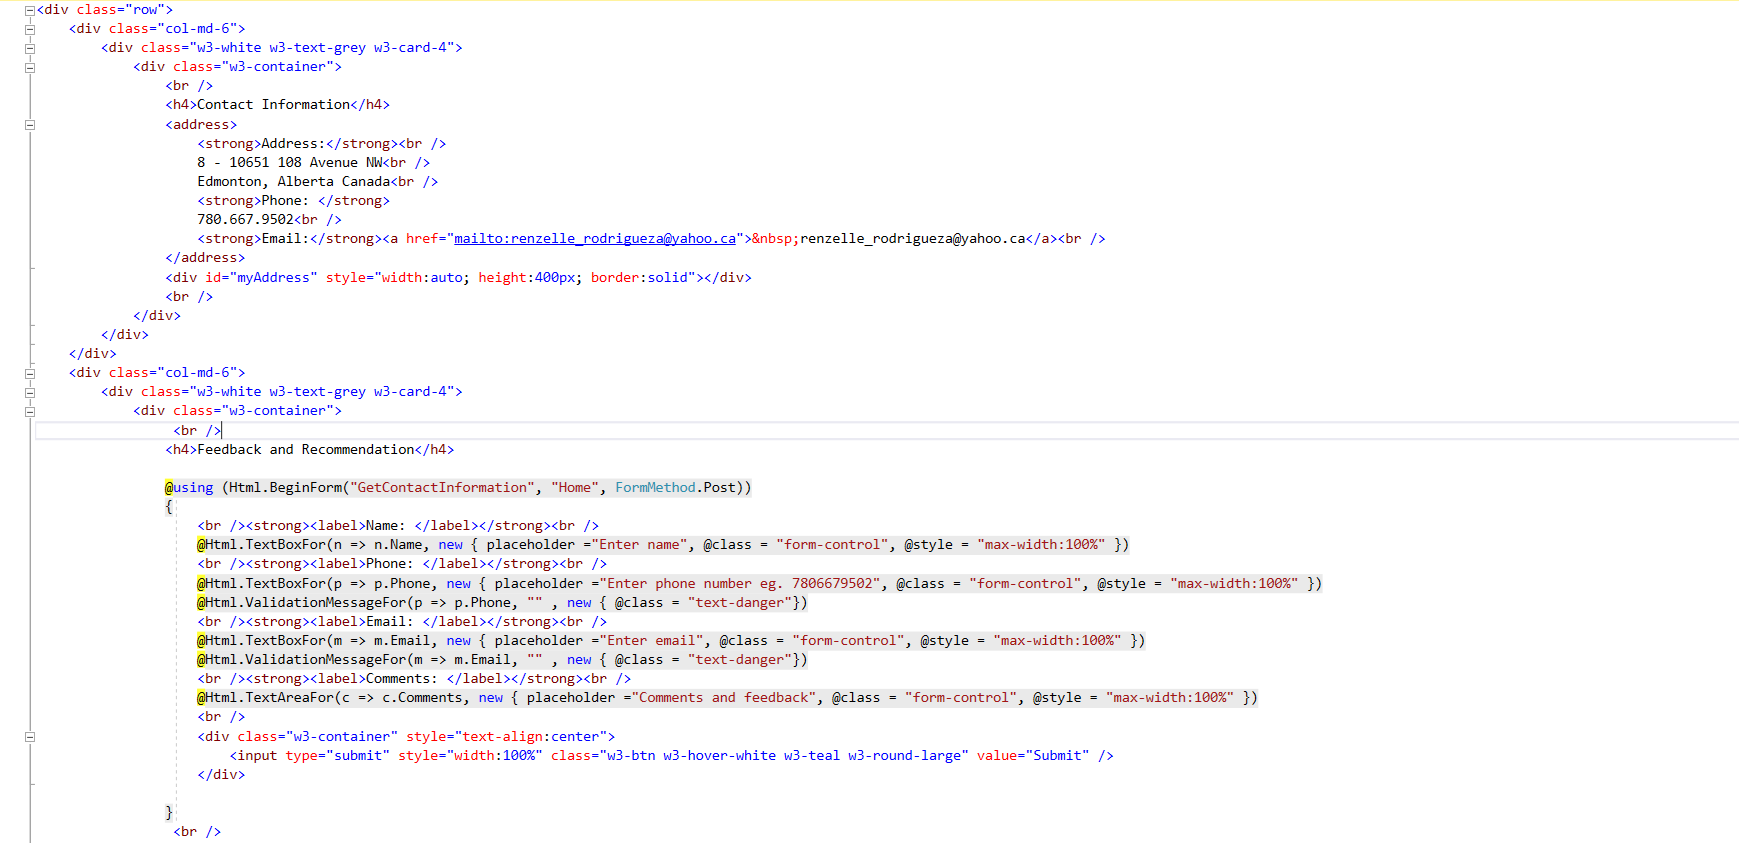 <div class="row">
<div class="col-md-6">
<div class="w3-white w3-text-grey w3-card-4">
<div class="w3-container">
<br />
<h4>Contact Information</h4>
<address>
<strong>Address:</strong><br />
8 - 10651 108 Avenue NW<br />
Edmonton, Alberta Canada<br />
<strong>Phone: </strong>
780.667.9502<br />
<strong>Email:</strong><a href="mailto:renzelle_rodrigueza@yahoo.ca">&nbsp;renzelle_rodrigueza@yahoo.ca</a><br />
</address>
<div id="myAddress" style="width:auto; height:400px; border:solid"></div>
<br />
</div>
</div>
</div>
<div class="col-md-6">
<div class="w3-white w3-text-grey w3-card-4">
<div class="w3-container">
<br />
<h4>Feedback and Recommendation</h4>
@using (Html.BeginForm("GetContactInformation", "Home", FormMethod.Post))
{
<br /><strong><label>Name: </label></strong><br />
@Html.TextBoxFor(n => n.Name, new { placeholder ="Enter name", @class = "form-control", @style = "max-width:100%" })
<br /><strong><label>Phone: </label></strong><br />
@Html.TextBoxFor(p => p.Phone, new { placeholder ="Enter phone number eg. 7806679502", @class = "form-control", @style = "max-width:100%" })
@Html.ValidationMessageFor(p => p.Phone, "" , new { @class = "text-danger"})
<br /><strong><label>Email: </label></strong><br />
@Html.TextBoxFor(m => m.Email, new { placeholder ="Enter email", @class = "form-control", @style = "max-width:100%" })
@Html.ValidationMessageFor(m => m.Email, "" , new { @class = "text-danger"})
<br /><strong><label>Comments: </label></strong><br />
@Html.TextAreaFor(c => c.Comments, new { placeholder ="Comments and feedback", @class = "form-control", @style = "max-width:100%" })
<br />
<div class="w3-container" style="text-align:center">
<input type="submit" style="width:100%" class="w3-btn w3-hover-white w3-teal w3-round-large" value="Submit" />
</div>
}
<br />